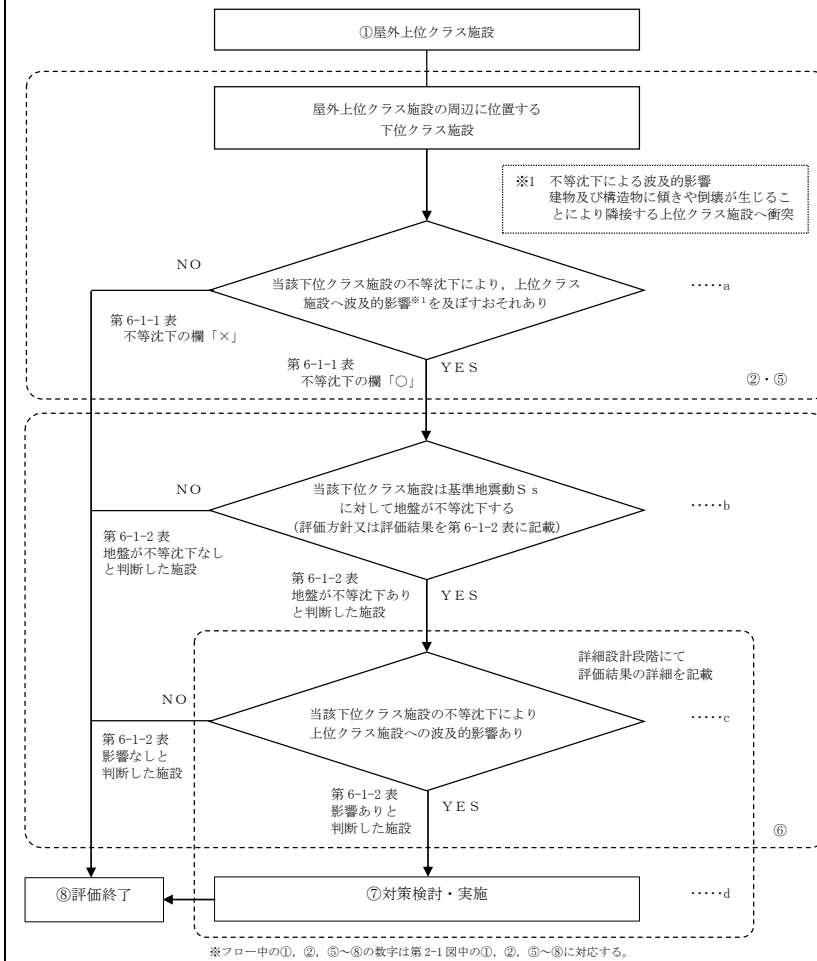 ①屋外上位クラス施設
屋外上位クラス施設の周辺に位置する
下位クラス施設
※1 不等沈下による波及的影響
建物及び構造物に傾きや倒壊が生じるこ
とにより隣接する上位クラス施設へ衝突
NO
当該下位クラス施設の不等沈下により，上位クラス
施設へ波及的影響※1を及ぼすおそれあり
‥‥‥a
第 6-1-1 表
不等沈下の欄「×」
第 6-1-1 表
不等沈下の欄「○」
YES
②・⑤
NO
当該下位クラス施設は基準地震動Ｓｓ
に対して地盤が不等沈下する
(評価方針又は評価結果を第 6-1-2 表に記載)
‥‥‥b
第 6-1-2 表
地盤が不等沈下なし
と判断した施設
第 6-1-2 表
地盤が不等沈下あり
と判断した施設
YES
詳細設計段階にて
評価結果の詳細を記載
NO
当該下位クラス施設の不等沈下により
上位クラス施設への波及的影響あり
‥‥‥c
第 6-1-2 表
影響なしと
判断した施設
第 6-1-2 表
影響ありと
判断した施設
YES
⑥
⑧評価終了
⑦対策検討・実施
‥‥‥d
※フロー中の①，②，⑤～⑧の数字は第 2-1 図中の①，②，⑤～⑧に対応する。